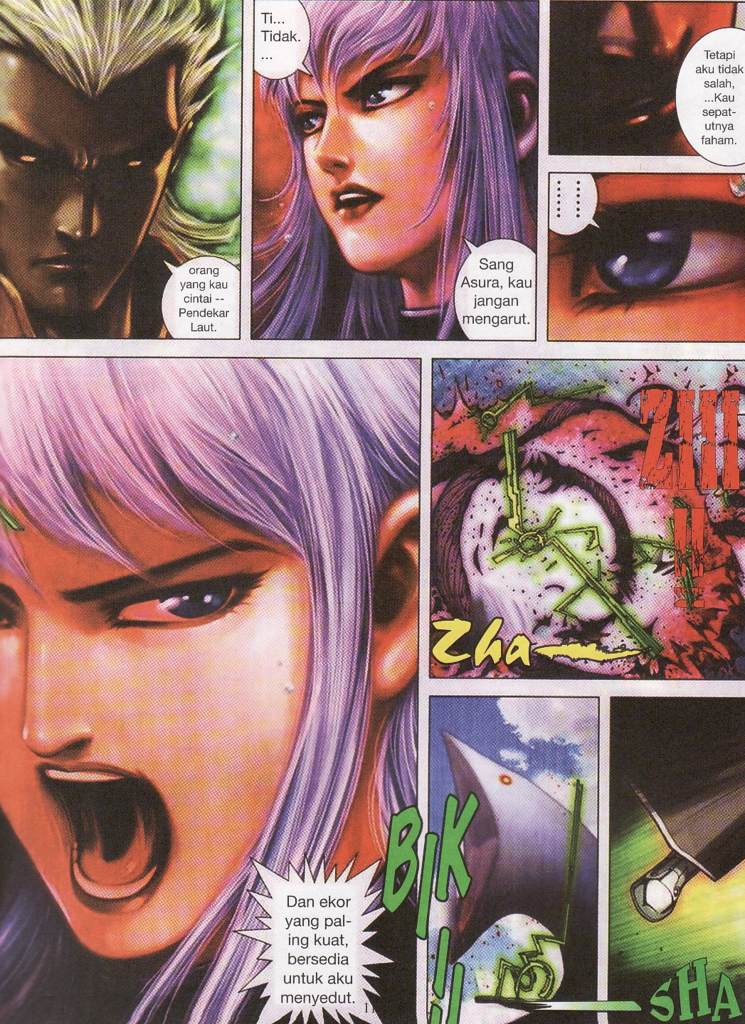 orang
yang kau
cintai --
Pendekar
Laut.
Ti...
Tidak.
...
Sang
Asura, kau
jangan
mengarut.
Tetapi
aku tidak
salah,
...Kau
sepat-
utnya
faham.
......
......
Dan ekor
yang pal-
ing kuat,
bersedia
untuk aku
menyedut.
ZIII
!!
Zha
BIK
!!
SHA